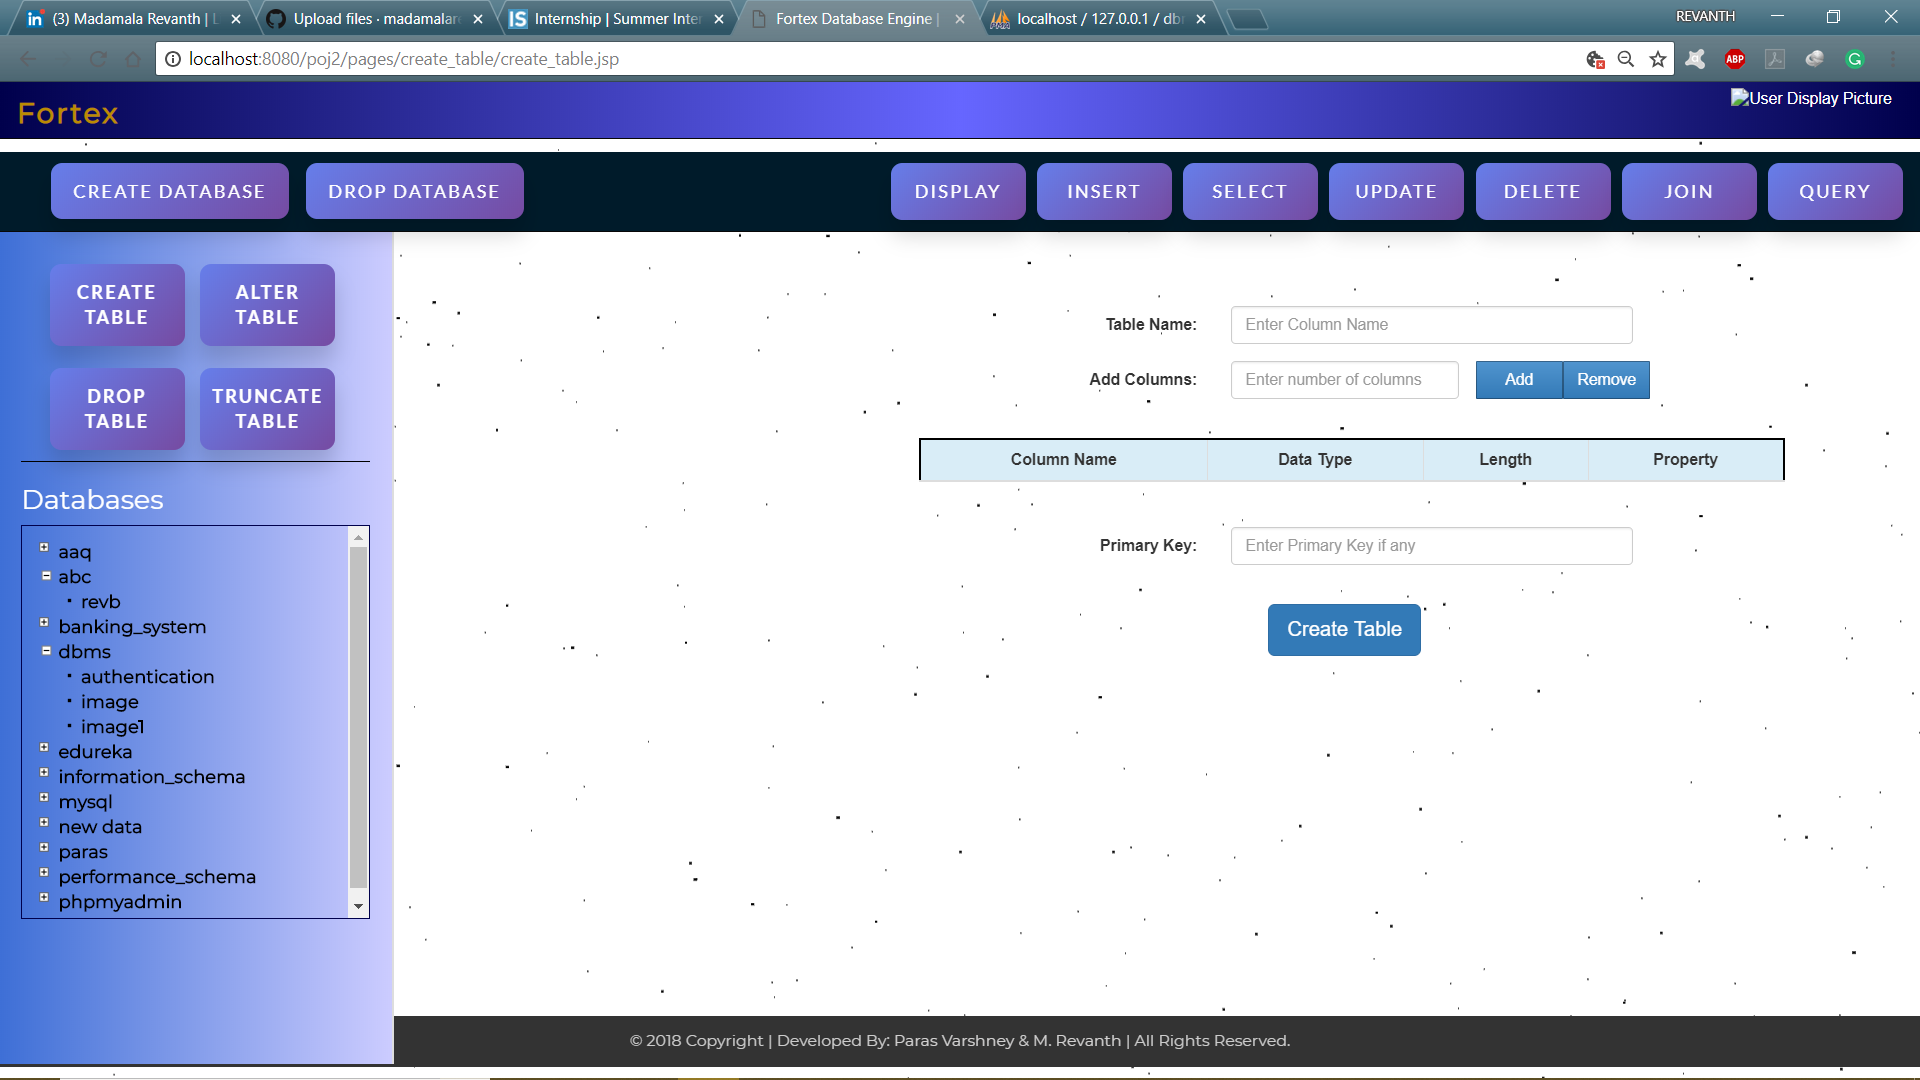 (3) Madamala Revanth | L
Upload files · madamalare
Internship | Summer Inter
Fortex Database Engine |
localhost / 127.0.0.1 / dbr
REVANTH
localhost:8080/poj2/pages/create_table/create_table.jsp
ABP
Fortex
User Display Picture
CREATE DATABASE
DROP DATABASE
DISPLAY
INSERT
SELECT
UPDATE
DELETE
JOIN
QUERY
CREATE
TABLE
ALTER
TABLE
DROP
TABLE
TRUNCATE
TABLE
Databases
aaq
abc
revb
banking_system
dbms
authentication
image
image1
edureka
information_schema
mysql
new data
paras
performance_schema
phpmyadmin
Table Name:
Enter Column Name
Add Columns:
Enter number of columns
Add
Remove
Column Name
Data Type
Length
Property
Primary Key:
Enter Primary Key if any
Create Table
© 2018 Copyright | Developed By: Paras Varshney & M. Revanth | All Rights Reserved.